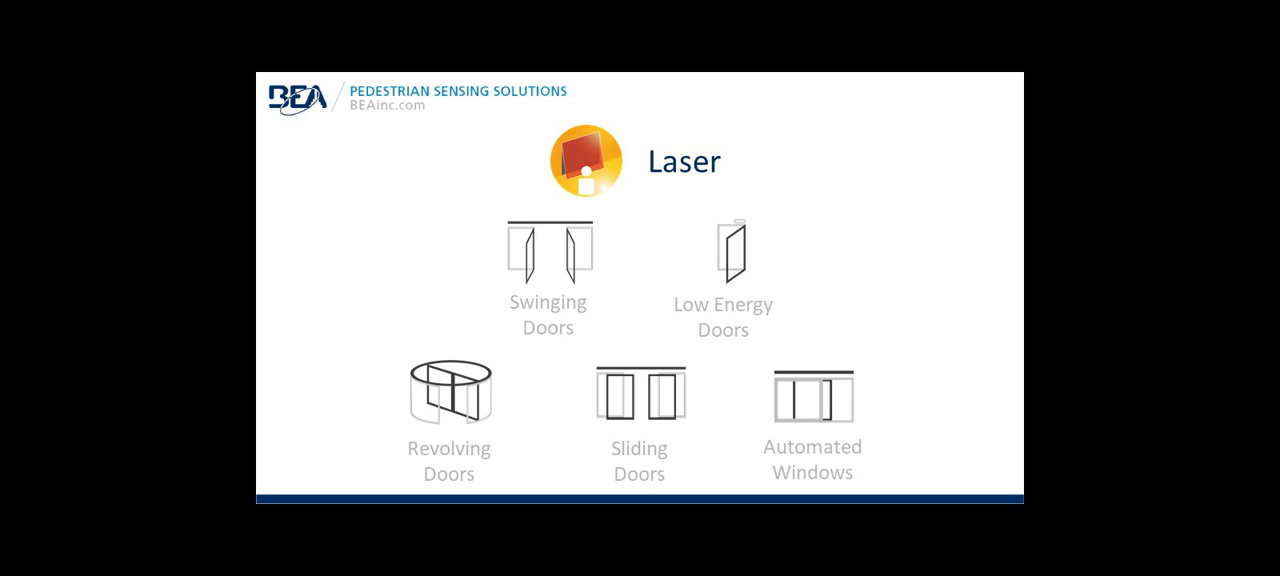 BEA
PEDESTRIAN SENSING SOLUTIONS
BEAinc.com
Laser
Swinging
Doors
Low Energy
Doors
Revolving
Doors
Sliding
Doors
Automated
Windows